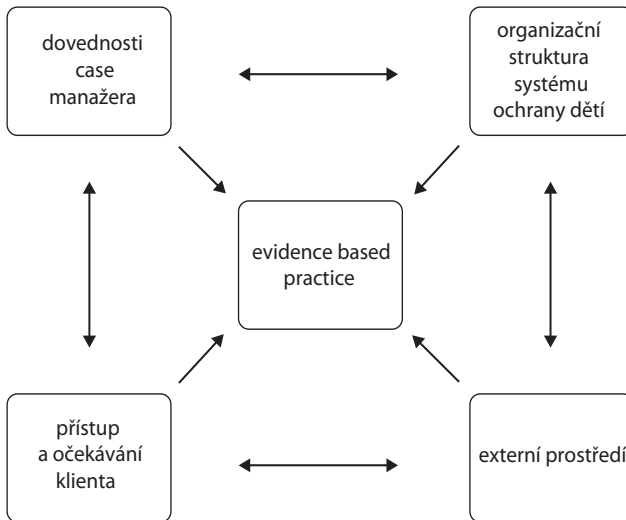 dovednosti
case
manažera
organizační
struktura
systému
ochrany dětí
evidence based
practice
přístup
a očekávání
klienta
externí prostředí